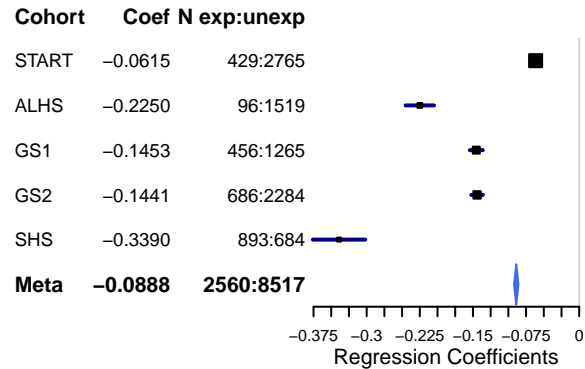 Cohort Coef N exp:unexp
START −0.0615 429:2765
ALHS −0.2250 96:1519
GS1 −0.1453 456:1265
GS2 −0.1441 686:2284
SHS −0.3390 893:684
Meta −0.0888 2560:8517
−0.375 −0.3 −0.225 −0.15 −0.075 0
Regression Coefficients